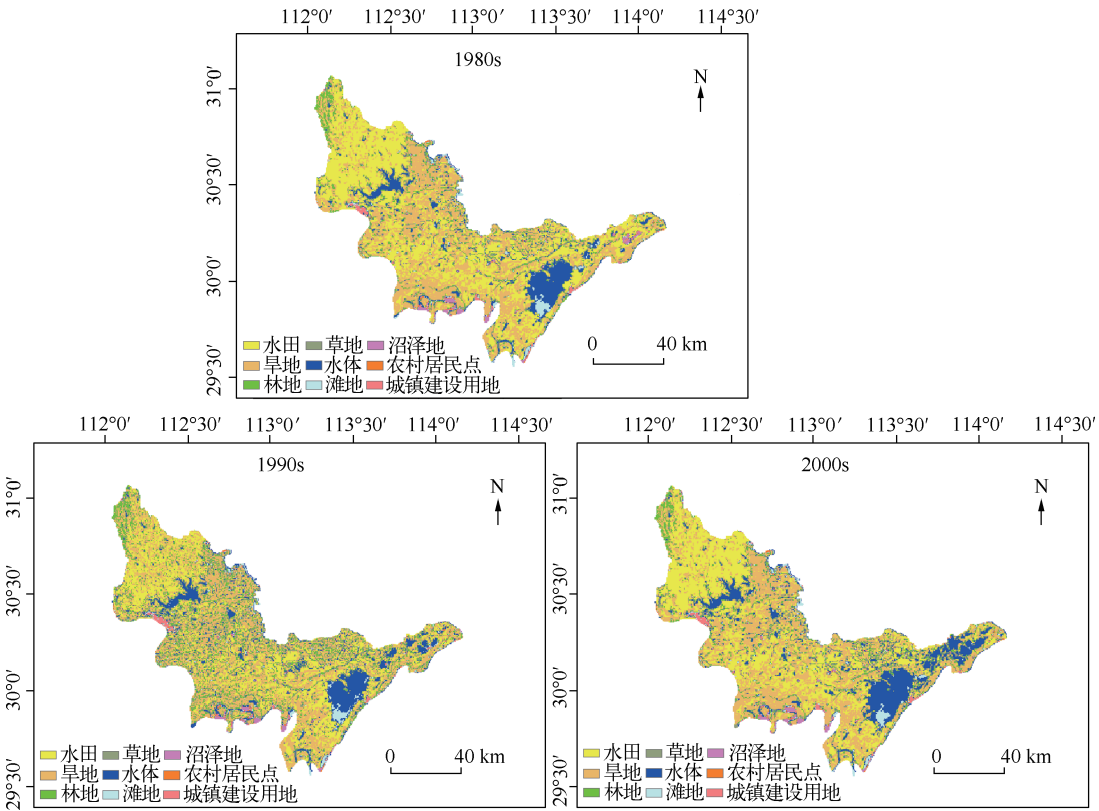 112°0′ 112°30′ 113°0′ 113°30′ 114°0′ 114°30′
1980s
N
31°0′
30°30′
30°0′
29°30′
水田 草地 沼泽地
旱地 水体 农村居民点
林地 滩地 城镇建设用地
0 40 km
112°0′ 112°30′ 113°0′ 113°30′ 114°0′ 114°30′
1990s
N
31°0′
30°30′
30°0′
29°30′
水田 草地 沼泽地
旱地 水体 农村居民点
林地 滩地 城镇建设用地
0 40 km
112°0′ 112°30′ 113°0′ 113°30′ 114°0′ 114°30′
2000s
N
31°0′
30°30′
30°0′
29°30′
水田 草地 沼泽地
旱地 水体 农村居民点
林地 滩地 城镇建设用地
0 40 km